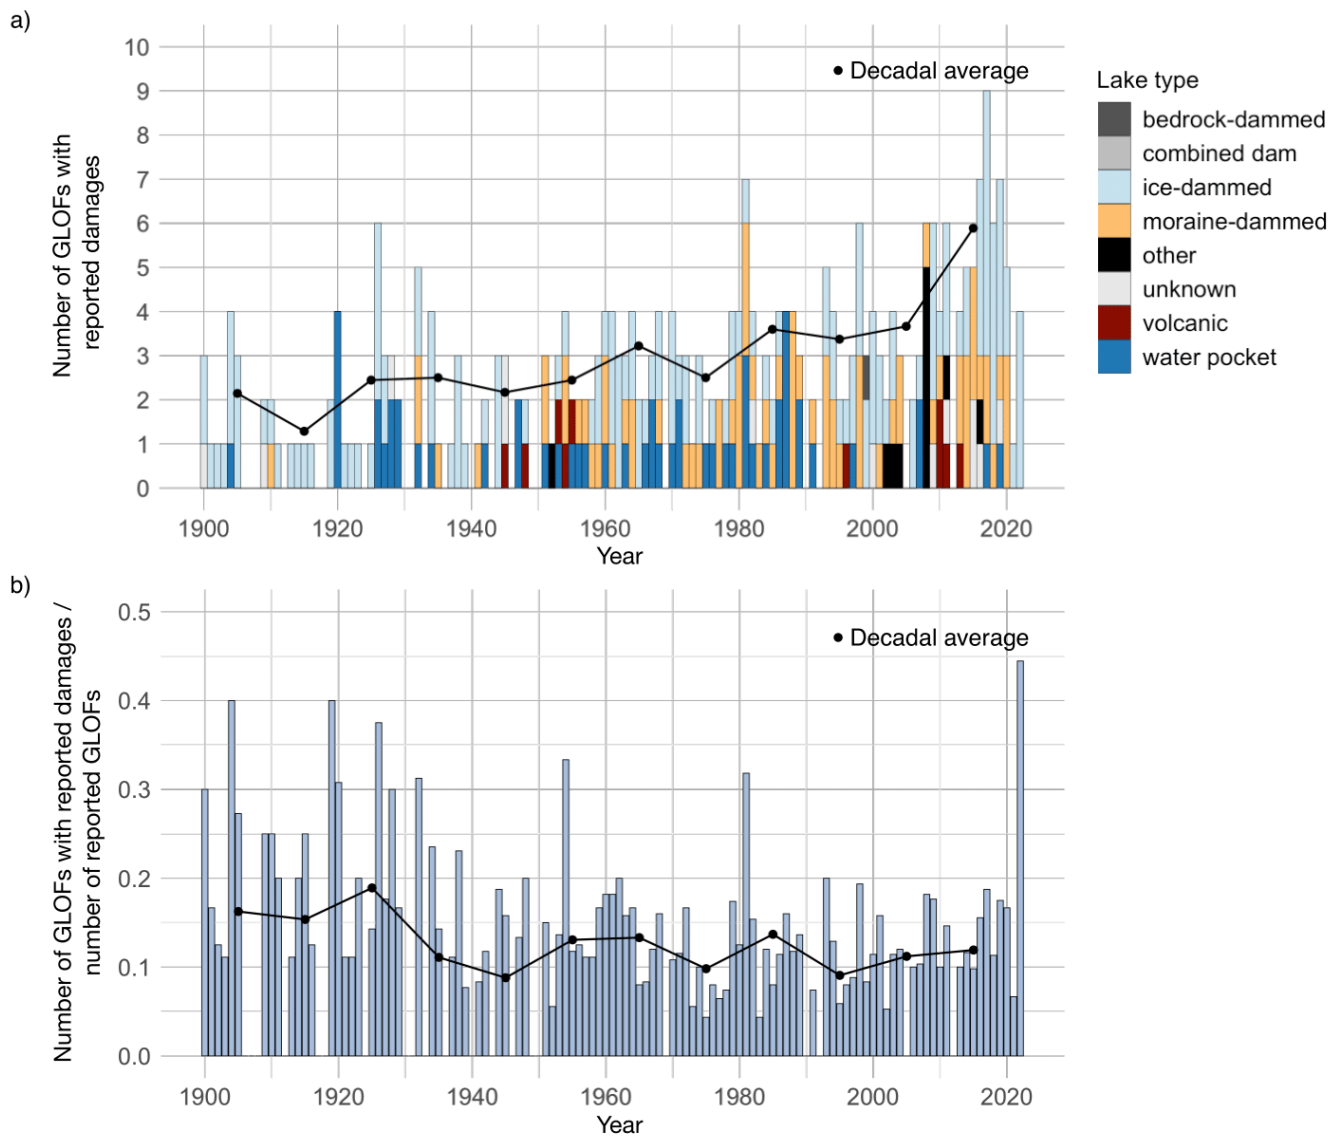 a)
Number of GLOFs with
reported damages
10
9
8
7
6
5
4
3
2
1
0
Decadal average
1900 1920 1940 1960 1980 2000 2020
Year
Lake type
bedrock-dammed
combined dam
ice-dammed
moraine-dammed
other
unknown
volcanic
water pocket
b)
Number of GLOFs with reported damages /
number of reported GLOFs
0.5
0.4
0.3
0.2
0.1
0.0
Decadal average
1900 1920 1940 1960 1980 2000 2020
Year